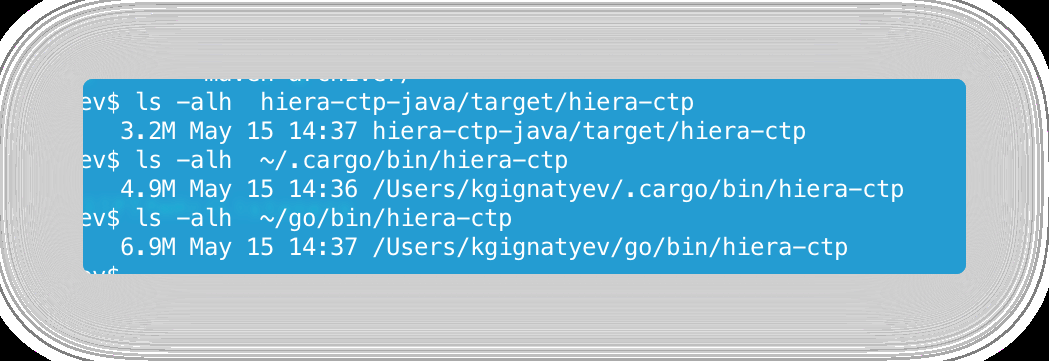 ev$ ls -alh  hiera-ctp-java/target/hiera-ctp
3.2M May 15 14:37 hiera-ctp-java/target/hiera-ctp
ev$ ls -alh  ~/.cargo/bin/hiera-ctp
4.9M May 15 14:36 /Users/kgignatyev/.cargo/bin/hiera-ctp
ev$ ls -alh  ~/go/bin/hiera-ctp
6.9M May 15 14:37 /Users/kgignatyev/go/bin/hiera-ctp